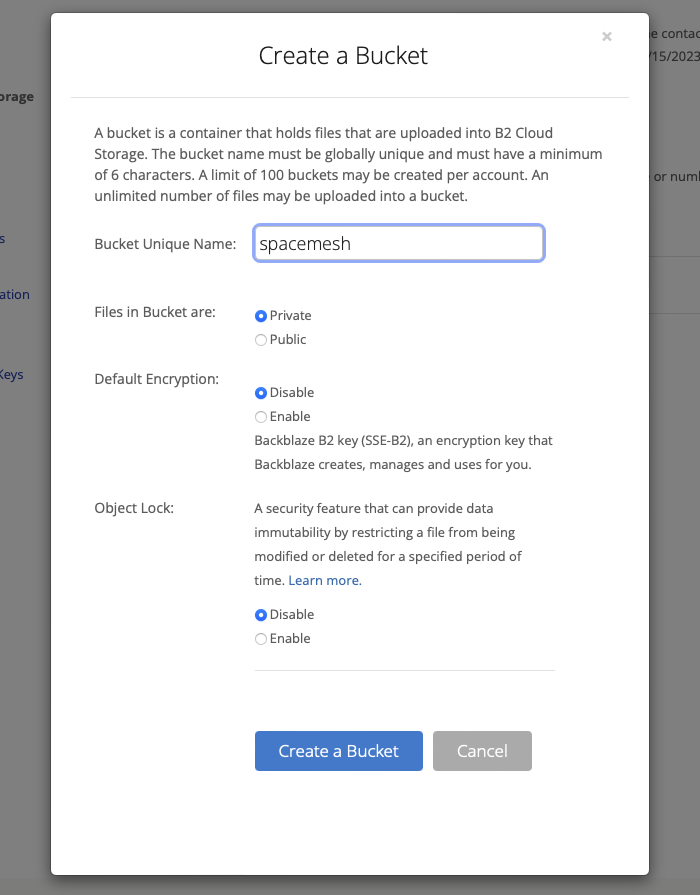 Create a Bucket
×
A bucket is a container that holds files that are uploaded into B2 Cloud
Storage. The bucket name must be globally unique and must have a minimum
of 6 characters. A limit of 100 buckets may be created per account. An
unlimited number of files may be uploaded into a bucket.
Bucket Unique Name: spacemesh
Files in Bucket are:
Private
Public
Default Encryption:
Disable
Enable
Backblaze B2 key (SSE-B2), an encryption key that
Backblaze creates, manages and uses for you.
Object Lock:
A security feature that can provide data
immutability by restricting a file from being
modified or deleted for a specified period of
time. Learn more.
Disable
Enable
Create a Bucket
Cancel
orage
s
ation
Keys
e contac
/15/2023
or numl